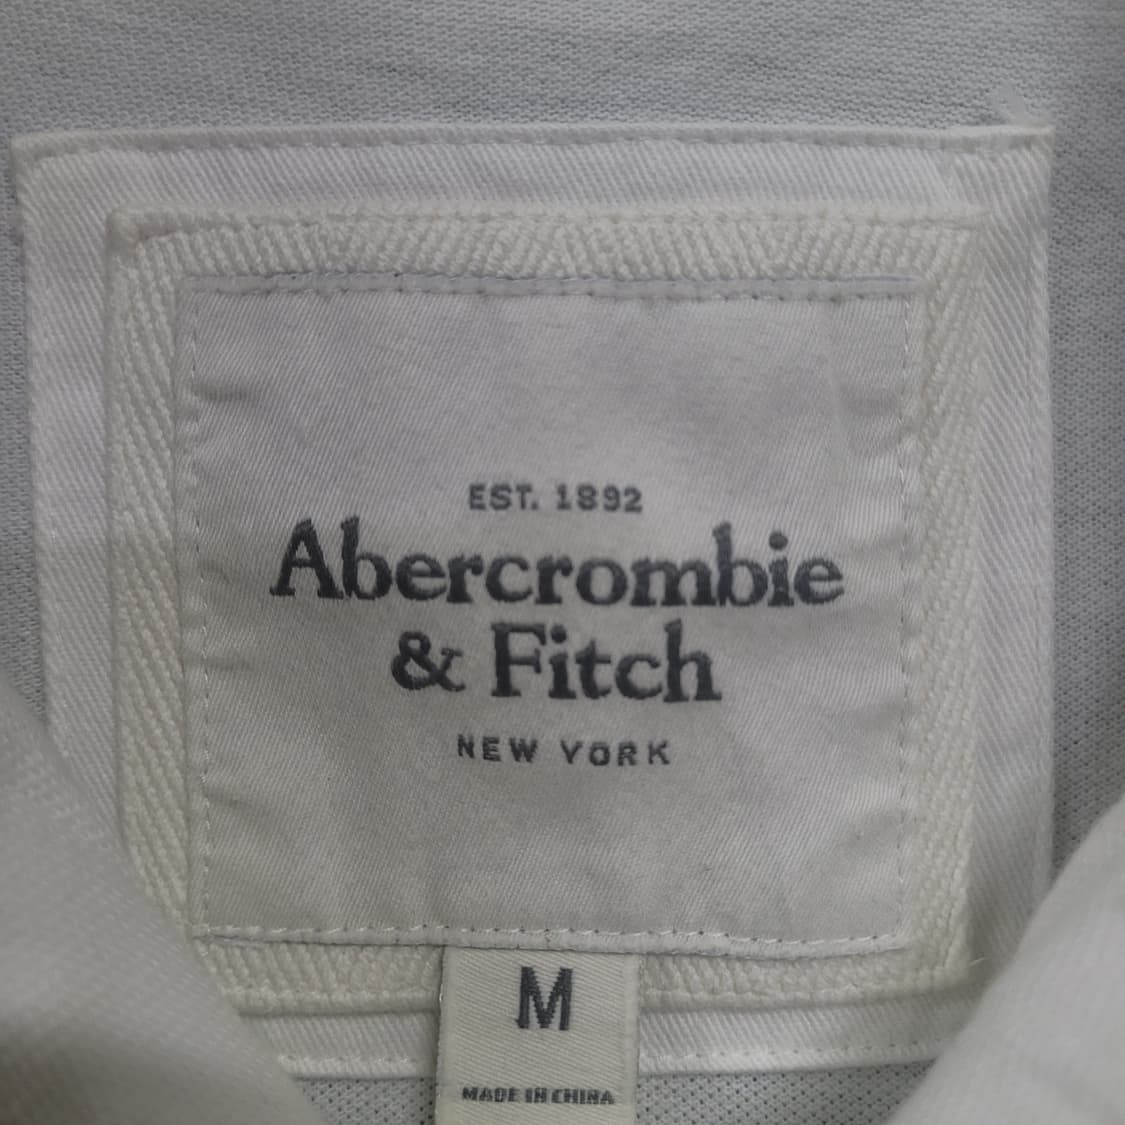 EST. 1892
Abercrombie
& Fitch
NEW YORK
M
MADE IN CHINA